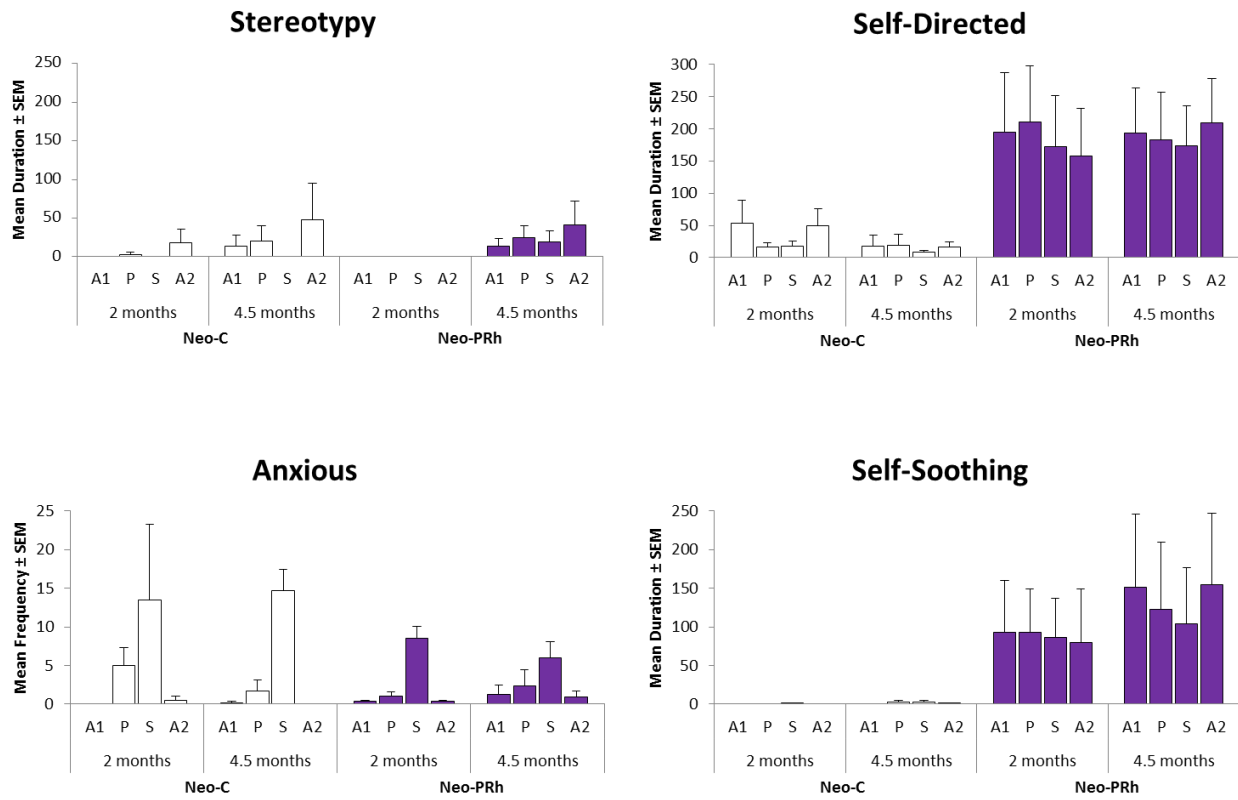 Stereotypy
Mean Duration ± SEM
250
200
150
100
50
0
A1 P S A2 A1 P S A2 A1 P S A2 A1 P S A2
2 months 4.5 months 2 months 4.5 months
Neo-C Neo-PRh
Self-Directed
Mean Duration ± SEM
300
250
200
150
100
50
0
A1 P S A2 A1 P S A2 A1 P S A2 A1 P S A2
2 months 4.5 months 2 months 4.5 months
Neo-C Neo-PRh
Anxious
Mean Frequency ± SEM
25
20
15
10
5
0
A1 P S A2 A1 P S A2 A1 P S A2 A1 P S A2
2 months 4.5 months 2 months 4.5 months
Neo-C Neo-PRh
Self-Soothing
Mean Duration ± SEM
250
200
150
100
50
0
A1 P S A2 A1 P S A2 A1 P S A2 A1 P S A2
2 months 4.5 months 2 months 4.5 months
Neo-C Neo-PRh